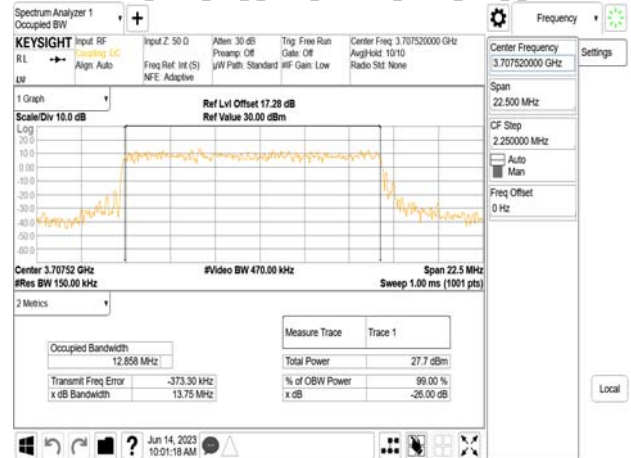 Spectrum Analyzer 1
Occupied BW
+
Frequency
KEYSIGHT
Input: RF
Input Z: 50 Ω
Atten: 30 dB
Trig: Free Run
Center Freq: 3.707520000 GHz
RL
Coupling: DC
Preamp: Off
Gate: Off
Avg|Hold: 10/10
Align: Auto
Freq Ref: Int (S)
µW Path: Standard
#IF Gain: Low
Radio Std: None
NFE: Adaptive
LV
Center Frequency
3.707520000 GHz
Settings
Span
22.500 MHz
CF Step
2.250000 MHz
Auto
Man
Freq Offset
0 Hz
Local
1 Graph
Ref Lvl Offset 17.28 dB
Scale/Div 10.0 dB
Ref Value 30.00 dBm
Log
20.0
10.0
0.00
-10.0
-20.0
-30.0
-40.0
-50.0
-60.0
Center 3.70752 GHz
#Video BW 470.00 kHz
Span 22.5 MHz
#Res BW 150.00 kHz
Sweep 1.00 ms (1001 pts)
2 Metrics
Measure Trace
Trace 1
Occupied Bandwidth
12.858 MHz
Total Power
27.7 dBm
Transmit Freq Error
-373.30 kHz
% of OBW Power
99.00 %
x dB Bandwidth
13.75 MHz
x dB
-26.00 dB
?
Jun 14, 2023
10:01:18 AM